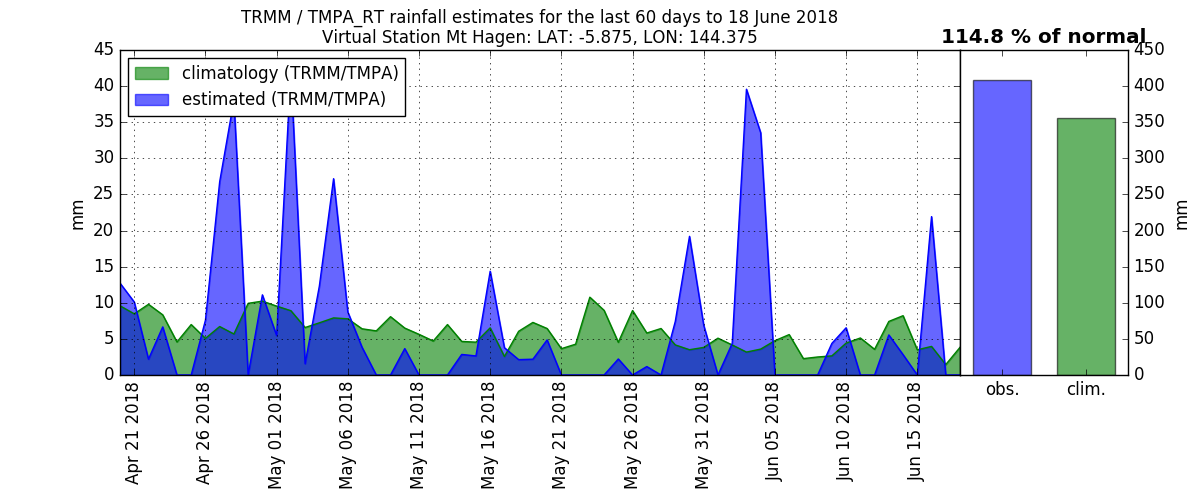 TRMM / TMPA_RT rainfall estimates for the last 60 days to 18 June 2018
Virtual Station Mt Hagen: LAT: -5.875, LON: 144.375
114.8 % of normal
climatology (TRMM/TMPA)
estimated (TRMM/TMPA)
45
40
35
30
25
20
15
10
5
0
mm
Apr 21 2018
Apr 26 2018
May 01 2018
May 06 2018
May 11 2018
May 16 2018
May 21 2018
May 26 2018
May 31 2018
Jun 05 2018
Jun 10 2018
Jun 15 2018
450
400
350
300
250
200
150
100
50
0
mm
obs.
clim.